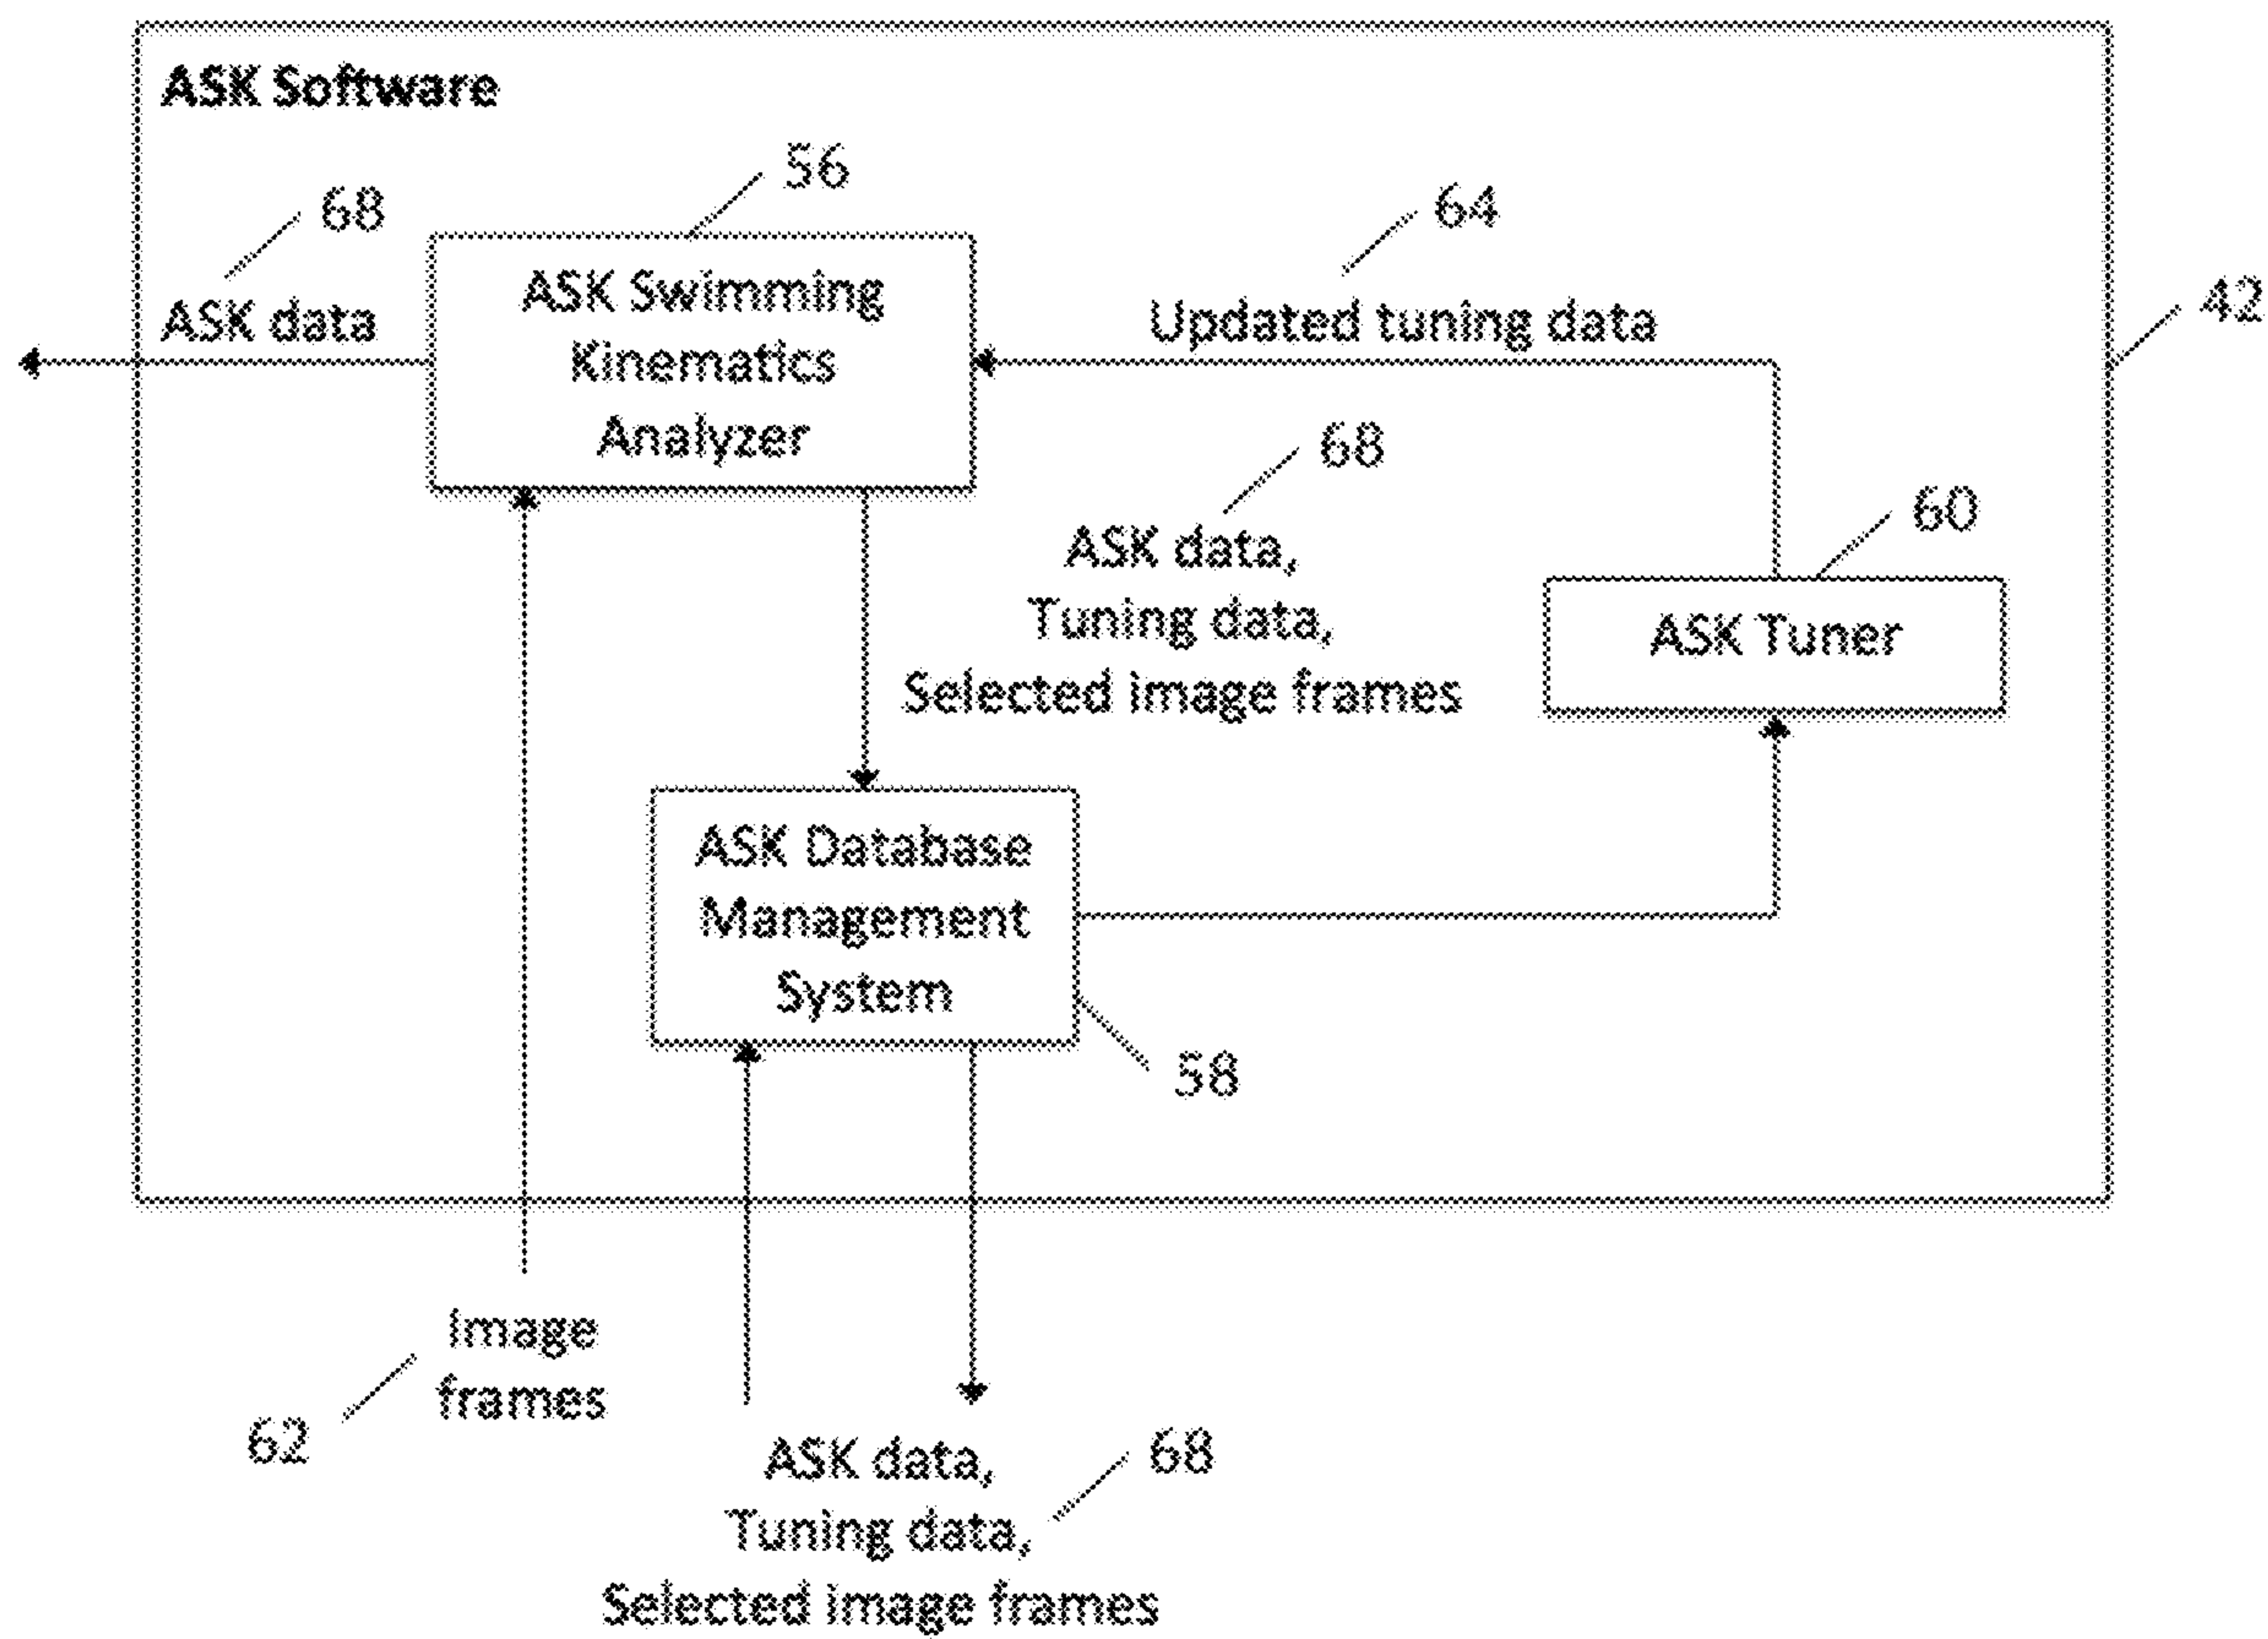 ASK Software
56
68
64
ASK data
ASK Swimming
Kinematics
Analyzer
Updated tuning data
42
68
ASK data,
Tuning data,
Selected image frames
60
ASK Tuner
ASK Database
Management
System
58
Image
frames
62
68
ASK data,
Tuning data,
Selected image frames